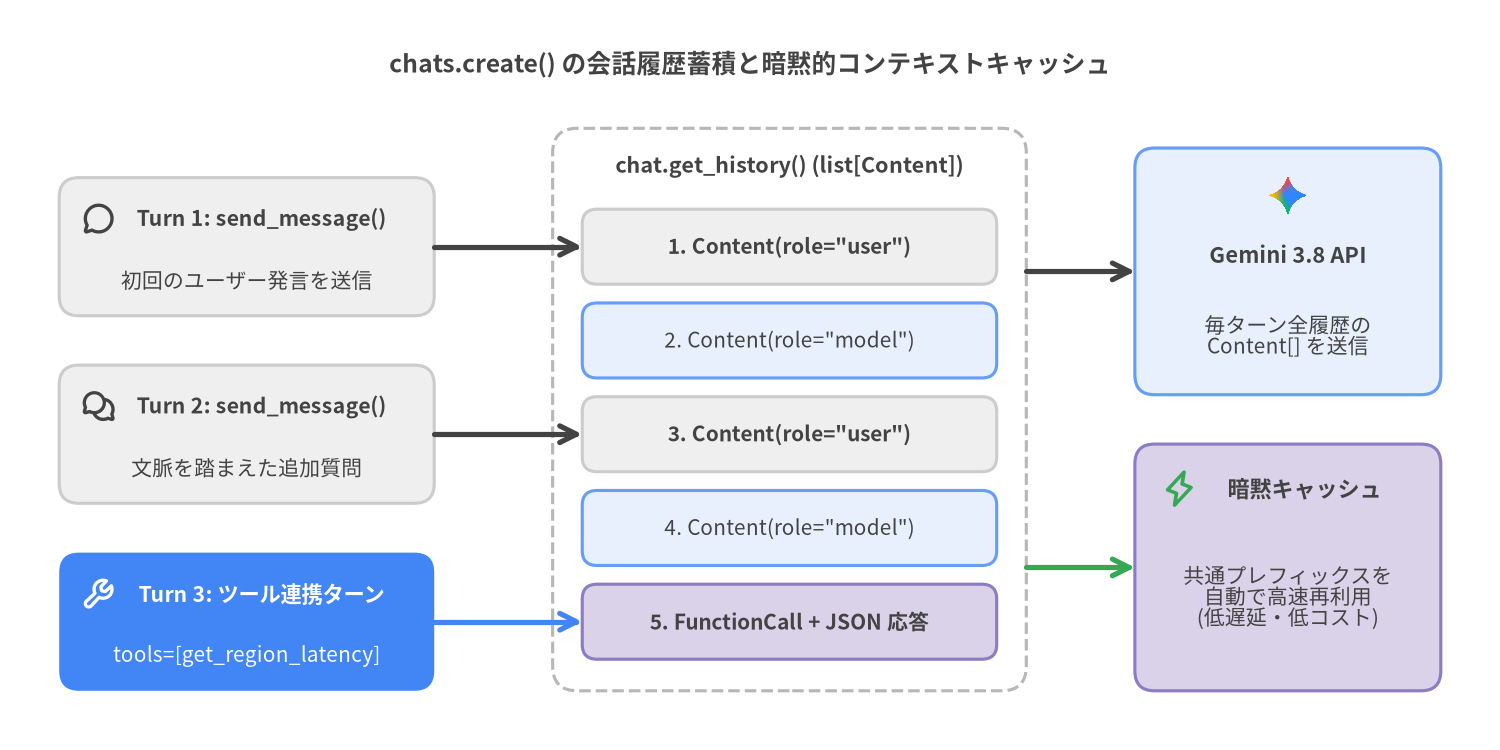 chats.create() の会話履歴蓄積と暗黙的コンテキストキャッシュ
Turn 1: send_message()
初回のユーザー発言を送信
Turn 2: send_message()
文脈を踏まえた追加質問
Turn 3: ツール連携ターン
tools=[get_region_latency]
chat.get_history() (list[Content])
1. Content(role="user")
2. Content(role="model")
3. Content(role="user")
4. Content(role="model")
5. FunctionCall + JSON 応答
Gemini 3.8 API
毎ターン全履歴の
Content[] を送信
暗黙キャッシュ
共通プレフィックスを
自動で高速再利用
(低遅延・低コスト)